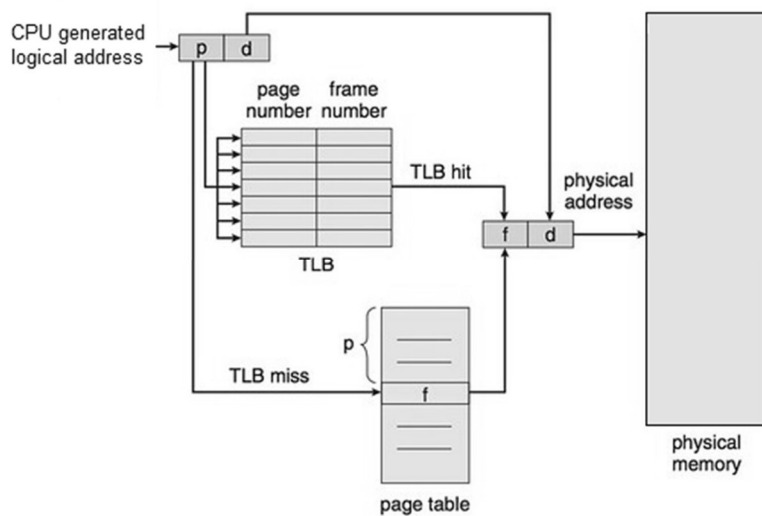 CPU generated
logical address
p d
page
number
frame
number
TLB hit
TLB
physical
address
f d
p
TLB miss
f
page table
physical
memory